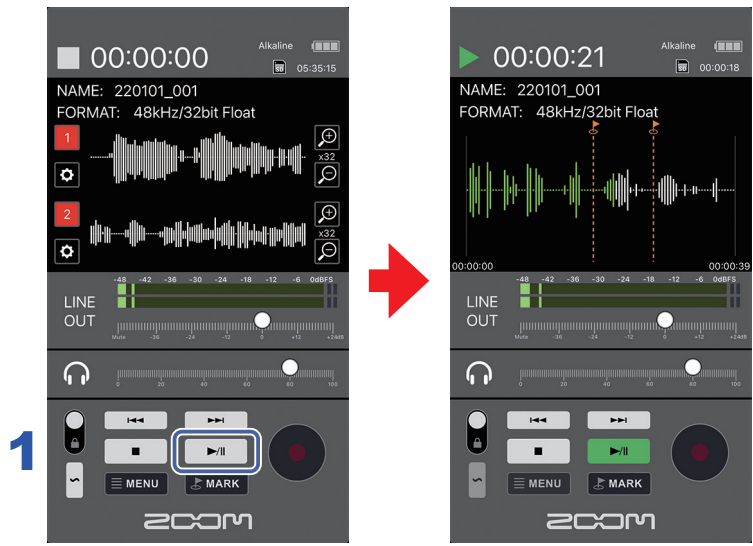 00:00:00
Alkaline
SD
05:35:15
NAME: 220101_001
FORMAT: 48kHz/32bit Float
1
x32
2
x32
-48 -42 -36 -30 -24 -18 -12 -6 0dBFS
LINE
OUT
Mute -36 -24 -12 0 +12 +24dB
0 20 40 60 80 100
1
MENU
MARK
ZOOM
00:00:21
Alkaline
SD
00:00:18
NAME: 220101_001
FORMAT: 48kHz/32bit Float
00:00:00
00:00:39
-48 -42 -36 -30 -24 -18 -12 -6 0dBFS
LINE
OUT
Mute -36 -24 -12 0 +12 +24dB
0 20 40 60 80 100
MENU
MARK
ZOOM